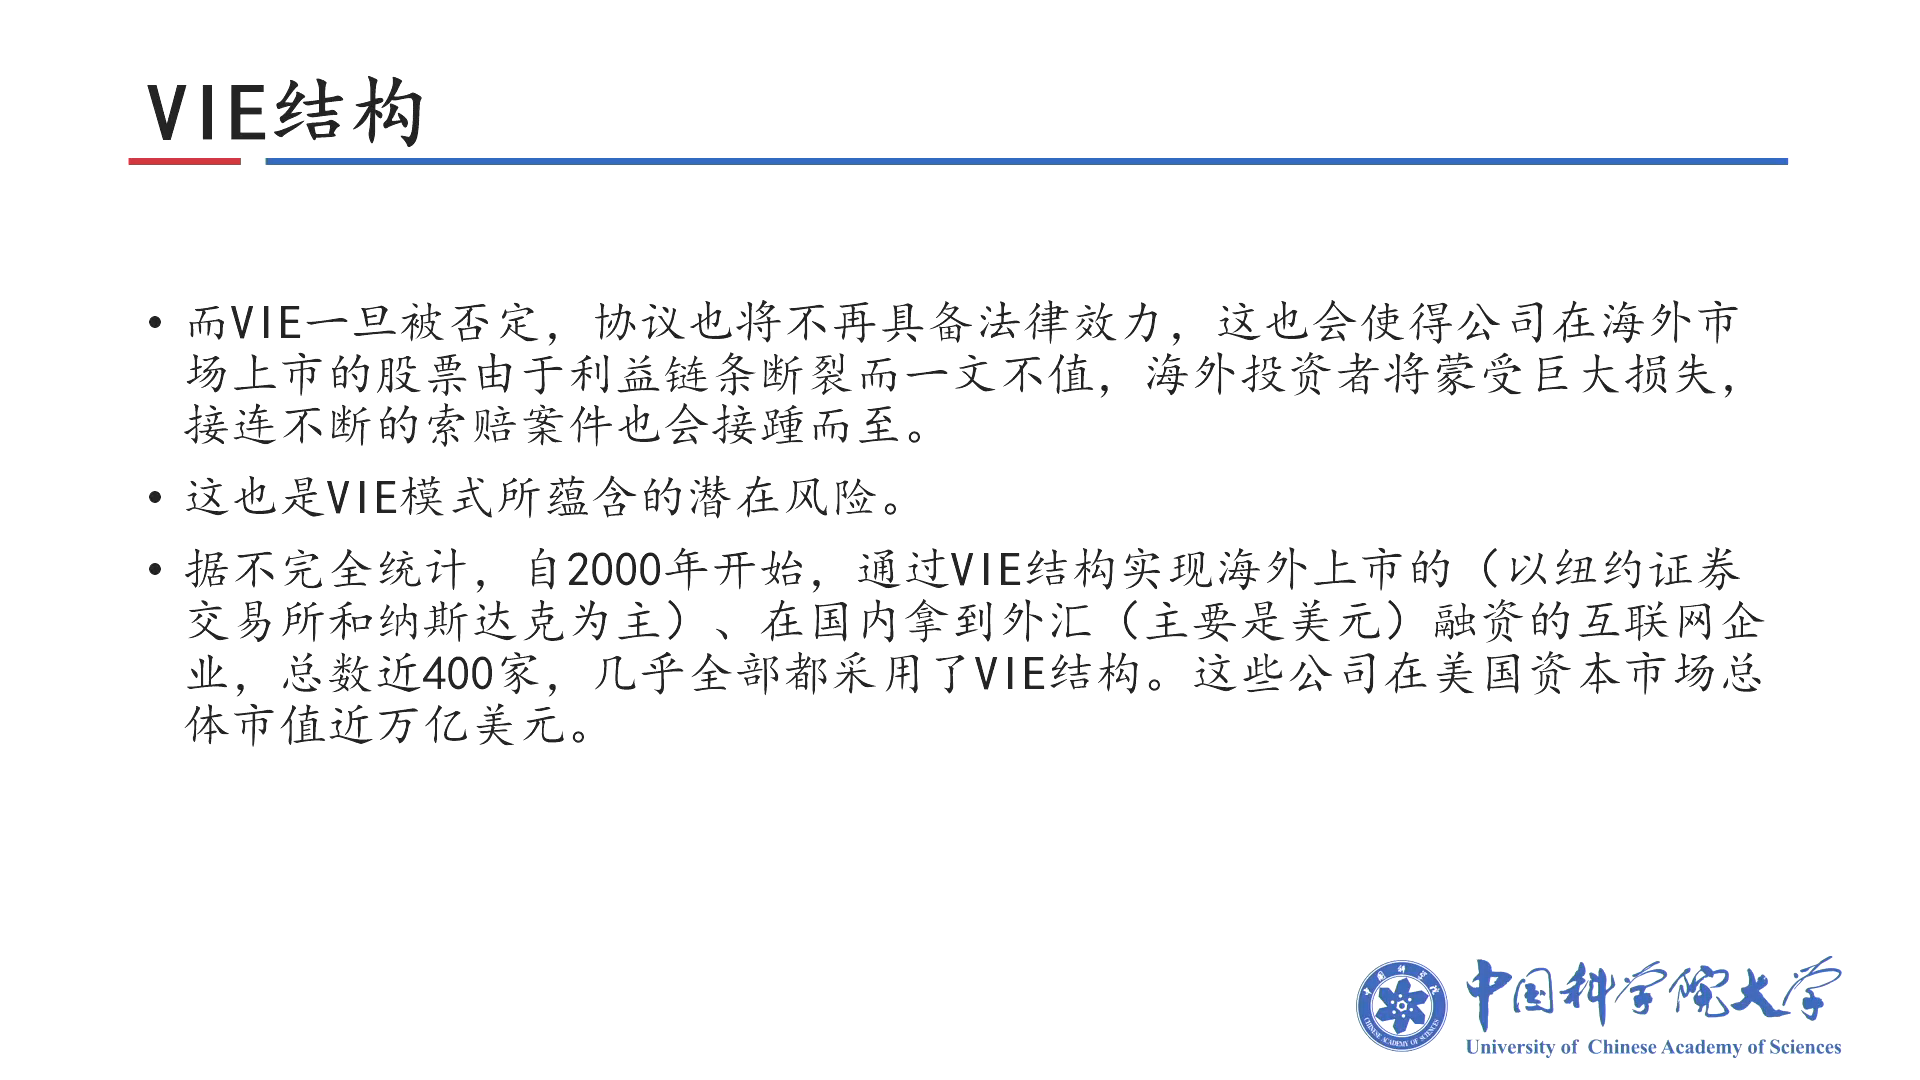 VIE结构
• 而VIE一旦被否定，协议也将不再具备法律效力，这也会使得公司在海外市
场上市的股票由于利益链条断裂而一文不值，海外投资者将蒙受巨大损失，
接连不断的索赔案件也会接踵而至。
• 这也是VIE模式所蕴含的潜在风险。
• 据不完全统计，自2000年开始，通过VIE结构实现海外上市的（以纽约证券
交易所和纳斯达克为主）、在国内拿到外汇（主要是美元）融资的互联网企
业，总数近400家，几乎全部都采用了VIE结构。这些公司在美国资本市场总
体市值近万亿美元。
中国科学院
CHINESE ACADEMY OF SCIENCES
中国科学院大学
University of Chinese Academy of Sciences